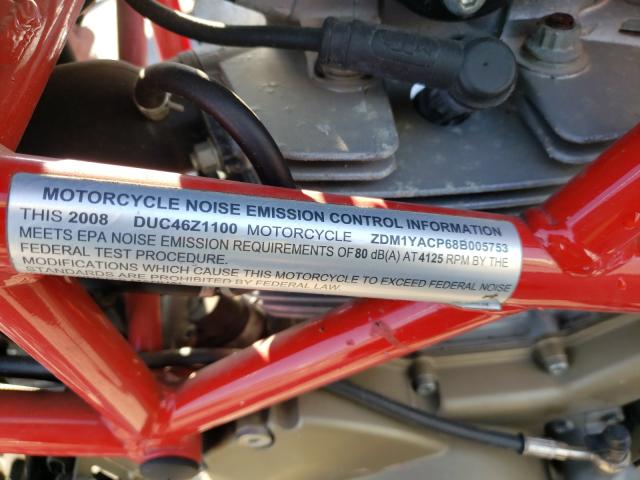 MOTORCYCLE NOISE EMISSION CONTROL INFORMATION
THIS 2008 DUC46Z1100 MOTORCYCLE ZDM1YACP68B005753
MEETS EPA NOISE EMISSION REQUIREMENTS OF 80 dB(A) AT 4125 RPM BY THE
FEDERAL TEST PROCEDURE.
MODIFICATIONS WHICH CAUSE THIS MOTORCYCLE TO EXCEED FEDERAL NOISE
STANDARDS ARE PROHIBITED BY FEDERAL LAW.